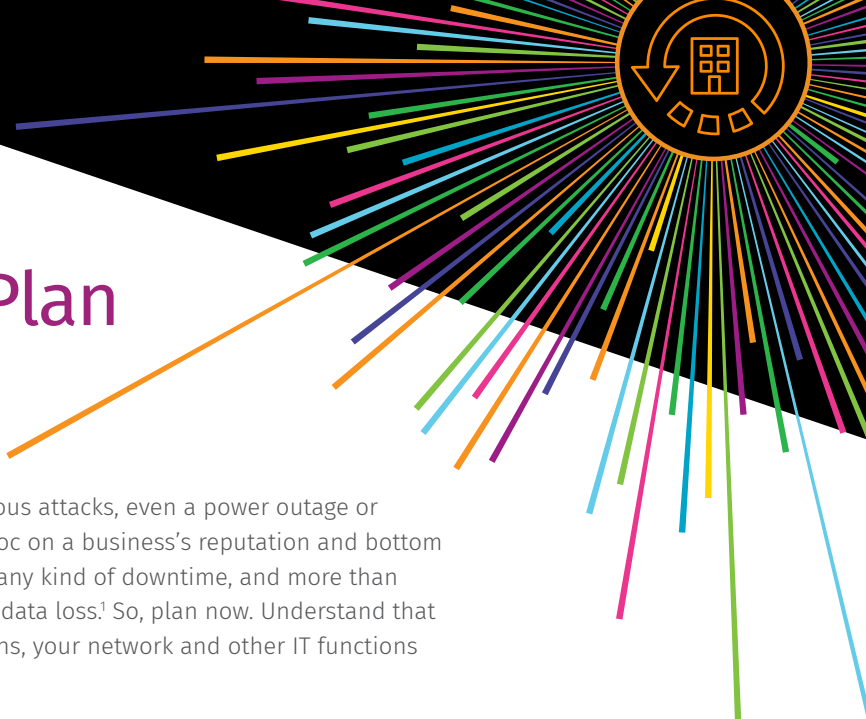 Plan
ous attacks, even a power outage or
oc on a business’s reputation and bottom
any kind of downtime, and more than
data loss.¹ So, plan now. Understand that
ns, your network and other IT functions